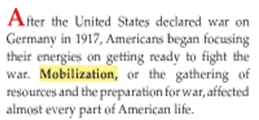 After the United States declared war on
Germany in 1917, Americans began focusing
their energies on getting ready to fight the
war. Mobilization, or the gathering of
resources and the preparation for war, affected
almost every part of American life.